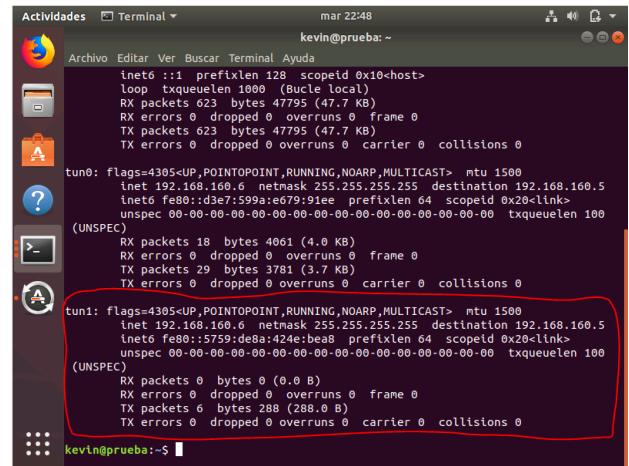 Actividades Terminal mar 22:48
kevin@prueba: ~
Archivo Editar Ver Buscar Terminal Ayuda
inet6 ::1 prefixlen 128 scopeid 0x10<host>
loop txqueuelen 1000 (Bucle local)
RX packets 623 bytes 47795 (47.7 KB)
RX errors 0 dropped 0 overruns 0 frame 0
TX packets 623 bytes 47795 (47.7 KB)
TX errors 0 dropped 0 overruns 0 carrier 0 collisions 0
tun0: flags=4305<UP,POINTOPOINT,RUNNING,NOARP,MULTICAST> mtu 1500
inet 192.168.160.6 netmask 255.255.255.255 destination 192.168.160.5
inet6 fe80::d3e7:599a:e679:91ee prefixlen 64 scopeid 0x20<link>
unspec 00-00-00-00-00-00-00-00-00-00-00-00-00-00-00-00 txqueuelen 100
(UNSPEC)
RX packets 18 bytes 4061 (4.0 KB)
RX errors 0 dropped 0 overruns 0 frame 0
TX packets 29 bytes 3781 (3.7 KB)
TX errors 0 dropped 0 overruns 0 carrier 0 collisions 0
tun1: flags=4305<UP,POINTOPOINT,RUNNING,NOARP,MULTICAST> mtu 1500
inet 192.168.160.6 netmask 255.255.255.255 destination 192.168.160.5
inet6 fe80::5759:de8a:424e:bea8 prefixlen 64 scopeid 0x20<link>
unspec 00-00-00-00-00-00-00-00-00-00-00-00-00-00-00-00 txqueuelen 100
(UNSPEC)
RX packets 0 bytes 0 (0.0 B)
RX errors 0 dropped 0 overruns 0 frame 0
TX packets 6 bytes 288 (288.0 B)
TX errors 0 dropped 0 overruns 0 carrier 0 collisions 0
kevin@prueba:~$